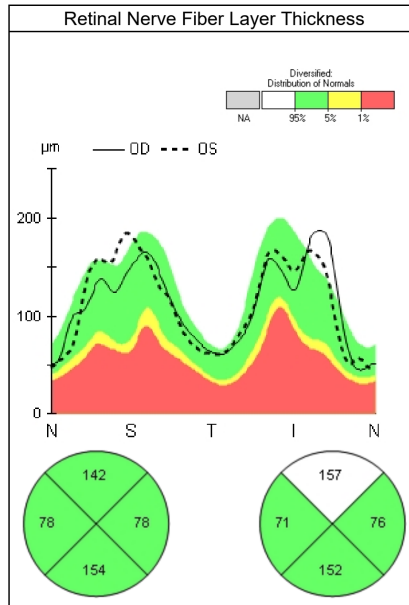 Retinal Nerve Fiber Layer Thickness
Diversified:
Distribution of Normals
NA 95% 5% 1%
µm OD OS
200
100
0
N S T I N
142
78 78
154
157
71 76
152